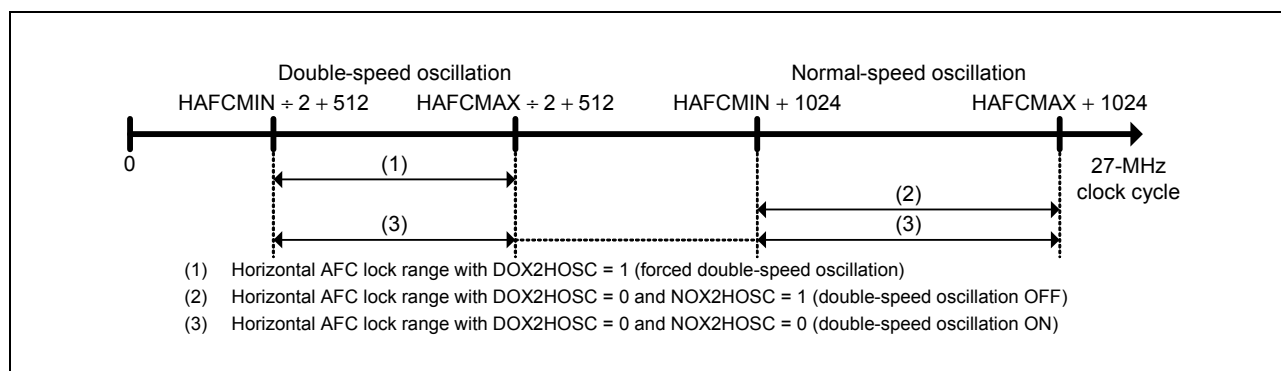 Double-speed oscillation Normal-speed oscillation
HAFCMIN ÷ 2 + 512 HAFCMAX ÷ 2 + 512 HAFCMIN + 1024 HAFCMAX + 1024
0 27-MHz
clock cycle
(1)
(2)
(3) (3)
(1) Horizontal AFC lock range with DOX2HOSC = 1 (forced double-speed oscillation)
(2) Horizontal AFC lock range with DOX2HOSC = 0 and NOX2HOSC = 1 (double-speed oscillation OFF)
(3) Horizontal AFC lock range with DOX2HOSC = 0 and NOX2HOSC = 0 (double-speed oscillation ON)